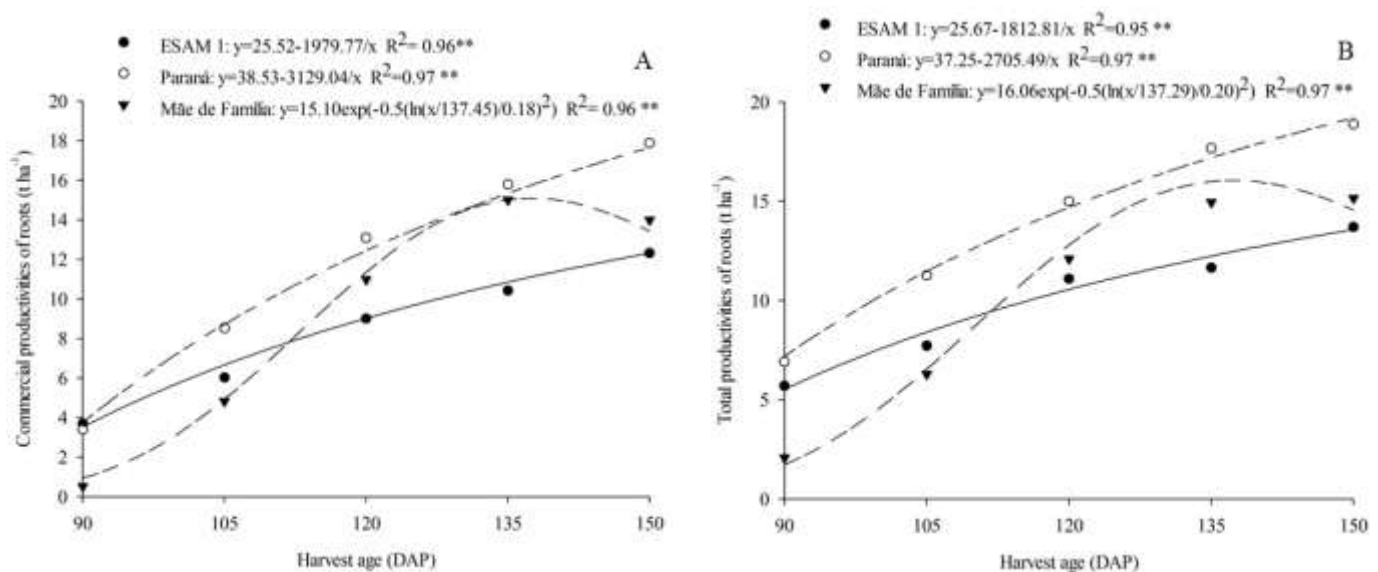 ESAM 1: y=25.52-1979.77/x R²= 0.96**
Paraná: y=38.53-3129.04/x R²=0.97 **
Mãe de Família: y=15.10exp(-0.5(ln(x/137.45)/0.18)²) R²= 0.96 **
A
20
18
16
14
12
10
8
6
4
2
0
Commercial productivities of roots (t ha⁻¹)
90 105 120 135 150
Harvest age (DAP)
ESAM 1: y=25.67-1812.81/x R²=0.95 **
Paraná: y=37.25-2705.49/x R²=0.97 **
Mãe de Família: y=16.06exp(-0.5(ln(x/137.29)/0.20)²) R²=0.97 **
B
20
15
10
5
0
Total productivities of roots (t ha⁻¹)
90 105 120 135 150
Harvest age (DAP)